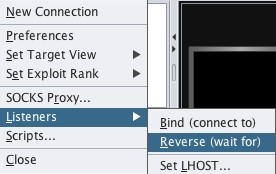 New Connection
Preferences
Set Target View
Set Exploit Rank
SOCKS Proxy...
Listeners
Scripts...
Close
Bind (connect to)
Reverse (wait for)
Set LHOST...